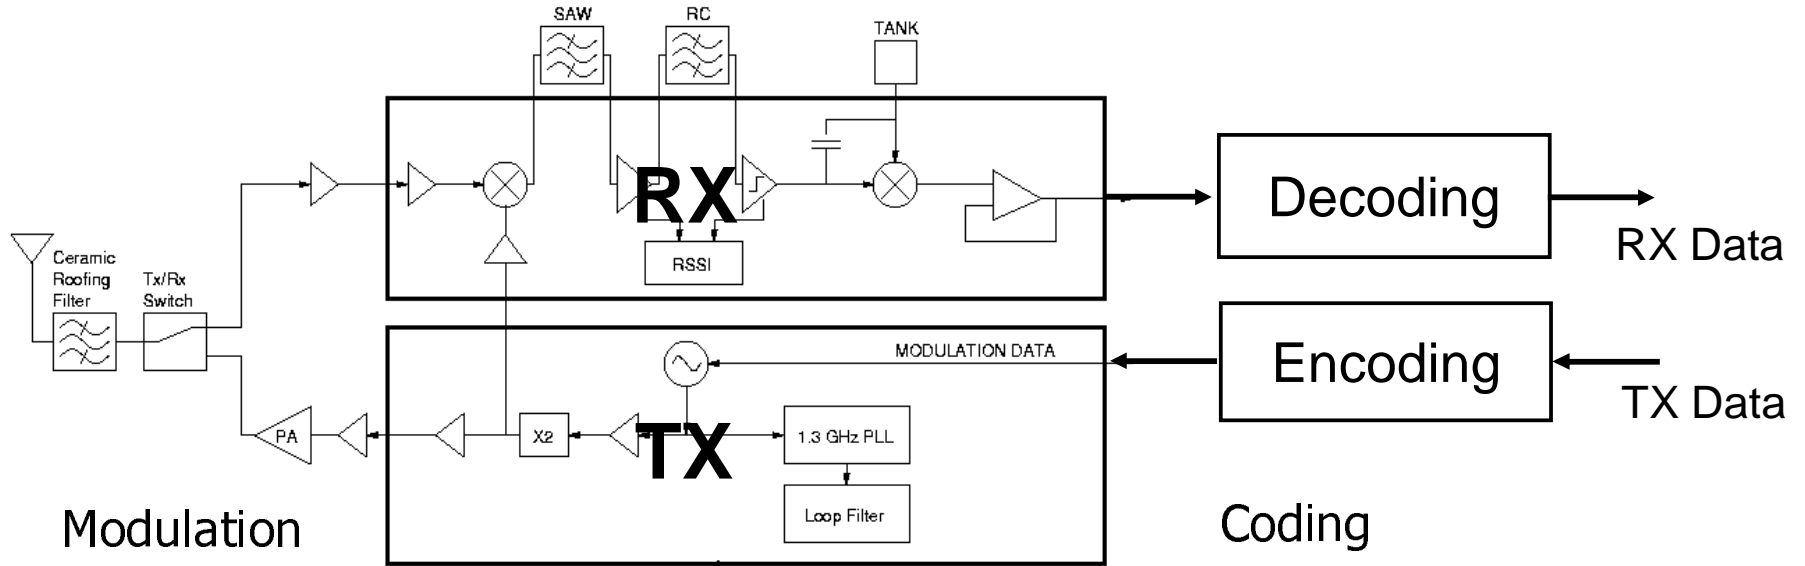 SAW
RC
TANK
RX
RSSI
Decoding
RX Data
Ceramic
Roofing
Filter
Tx/Rx
Switch
MODULATION DATA
Encoding
TX Data
PA
X2
TX
1.3 GHz PLL
Loop Filter
Modulation
Coding